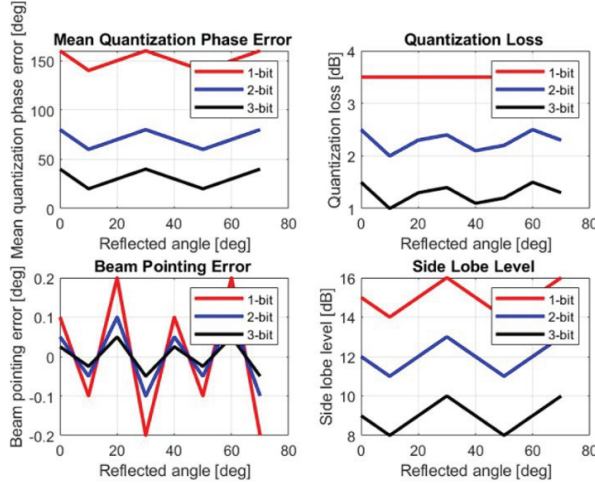 Mean Quantization Phase Error
Mean quantization phase error [deg]
150
100
50
0
1-bit
2-bit
3-bit
0 20 40 60 80
Reflected angle [deg]
Quantization Loss
Quantization loss [dB]
4
3
2
1
1-bit
2-bit
3-bit
0 20 40 60 80
Reflected angle [deg]
Beam Pointing Error
Beam pointing error [deg]
0.2
0.1
0
-0.1
-0.2
1-bit
2-bit
3-bit
0 20 40 60 80
Reflected angle [deg]
Side Lobe Level
Side lobe level [dB]
16
14
12
10
8
1-bit
2-bit
3-bit
0 20 40 60 80
Reflected angle [deg]